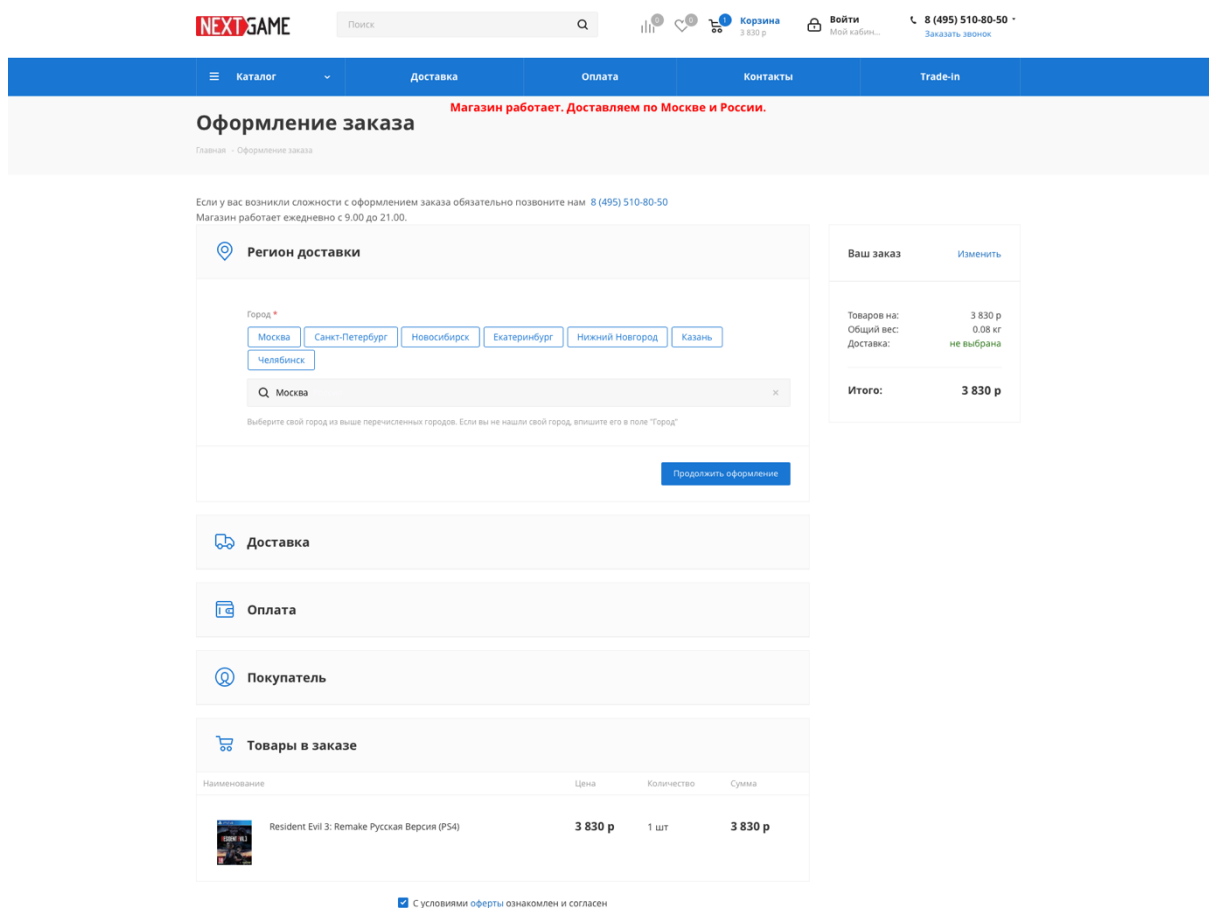 NEXTGAME
Поиск
0
0
1
Корзина
3 830 р
Войти
Мой кабин...
8 (495) 510-80-50
Заказать звонок
Каталог
Доставка
Оплата
Контакты
Trade-in
Магазин работает. Доставляем по Москве и России.
Оформление заказа
Главная - Оформление заказа
Если у вас возникли сложности с оформлением заказа обязательно позвоните нам 8 (495) 510-80-50
Магазин работает ежедневно с 9.00 до 21.00.
Регион доставки
Город *
Москва Санкт-Петербург Новосибирск Екатеринбург Нижний Новгород Казань
Челябинск
Москва
Выберите свой город из выше перечисленных городов. Если вы не нашли свой город, впишите его в поле "Город"
Продолжить оформление
Ваш заказ Изменить
Товаров на: 3 830 р
Общий вес: 0.08 кг
Доставка: не выбрана
Итого: 3 830 р
Доставка
Оплата
Покупатель
Товары в заказе
Наименование Цена Количество Сумма
RESIDENT EVIL 3
Resident Evil 3: Remake Русская Версия (PS4) 3 830 р 1 шт 3 830 р
С условиями оферты ознакомлен и согласен